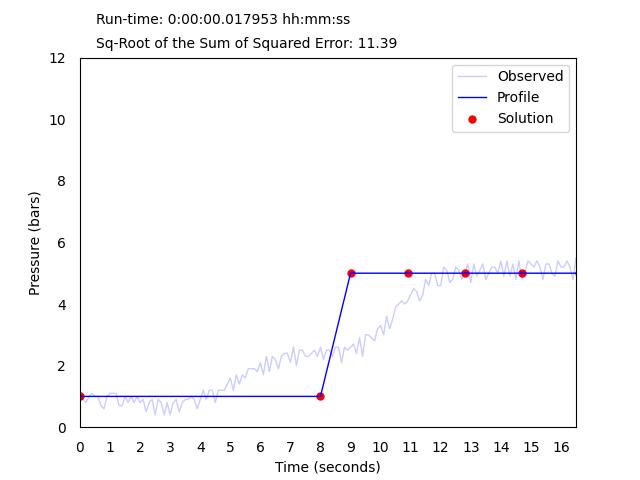 Run-time: 0:00:00.017953 hh:mm:ss
Sq-Root of the Sum of Squared Error: 11.39
12
10
8
6
4
2
0
Pressure (bars)
Observed
Profile
Solution
0 1 2 3 4 5 6 7 8 9 10 11 12 13 14 15 16
Time (seconds)